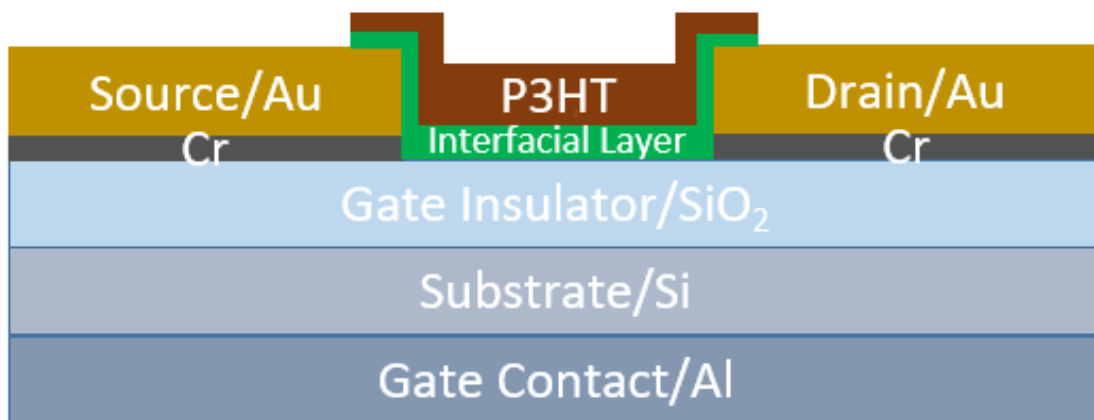 Source/Au
P3HT
Drain/Au
Cr
Interfacial Layer
Cr
Gate Insulator/SiO₂
Substrate/Si
Gate Contact/Al